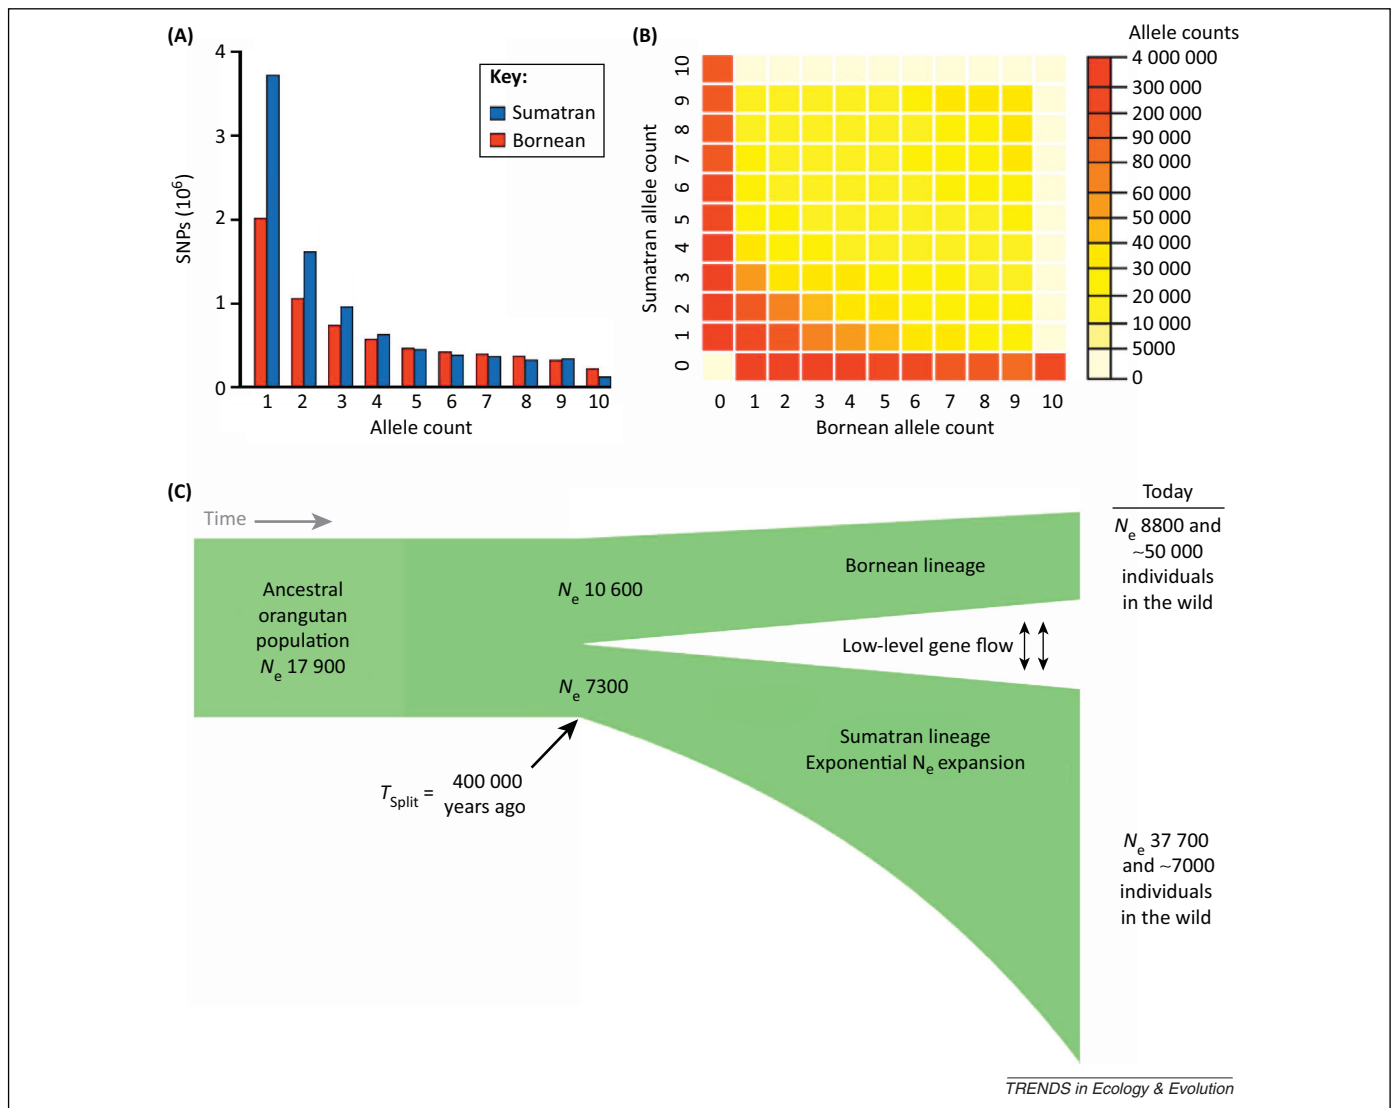 (A)
4
3
2
1
0
SNPs (10⁶)
Key:
Sumatran
Bornean
1 2 3 4 5 6 7 8 9 10
Allele count
(B)
10
9
8
7
6
5
4
3
2
1
0
Sumatran allele count
0 1 2 3 4 5 6 7 8 9 10
Bornean allele count
Allele counts
4 000 000
300 000
200 000
90 000
80 000
60 000
50 000
40 000
30 000
20 000
10 000
5000
0
(C)
Time
Ancestral
orangutan
population
Nₑ 17 900
Nₑ 10 600
Nₑ 7300
T_Split = 400 000
years ago
Bornean lineage
Low-level gene flow
Sumatran lineage
Exponential Nₑ expansion
Today
Nₑ 8800 and
~50 000
individuals
in the wild
Nₑ 37 700
and ~7000
individuals
in the wild
TRENDS in Ecology & Evolution